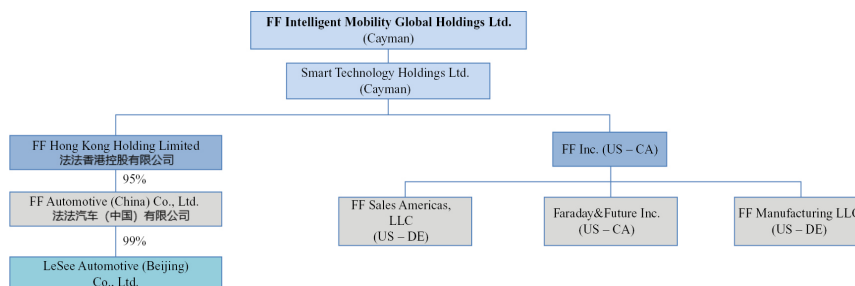 FF Intelligent Mobility Global Holdings Ltd.
(Cayman)
Smart Technology Holdings Ltd.
(Cayman)
FF Hong Kong Holding Limited
法法香港控股有限公司
FF Inc. (US – CA)
95%
FF Automotive (China) Co., Ltd.
法法汽车（中国）有限公司
FF Sales Americas,
LLC
(US – DE)
Faraday&Future Inc.
(US – CA)
FF Manufacturing LLC
(US – DE)
99%
LeSee Automotive (Beijing)
Co., Ltd.